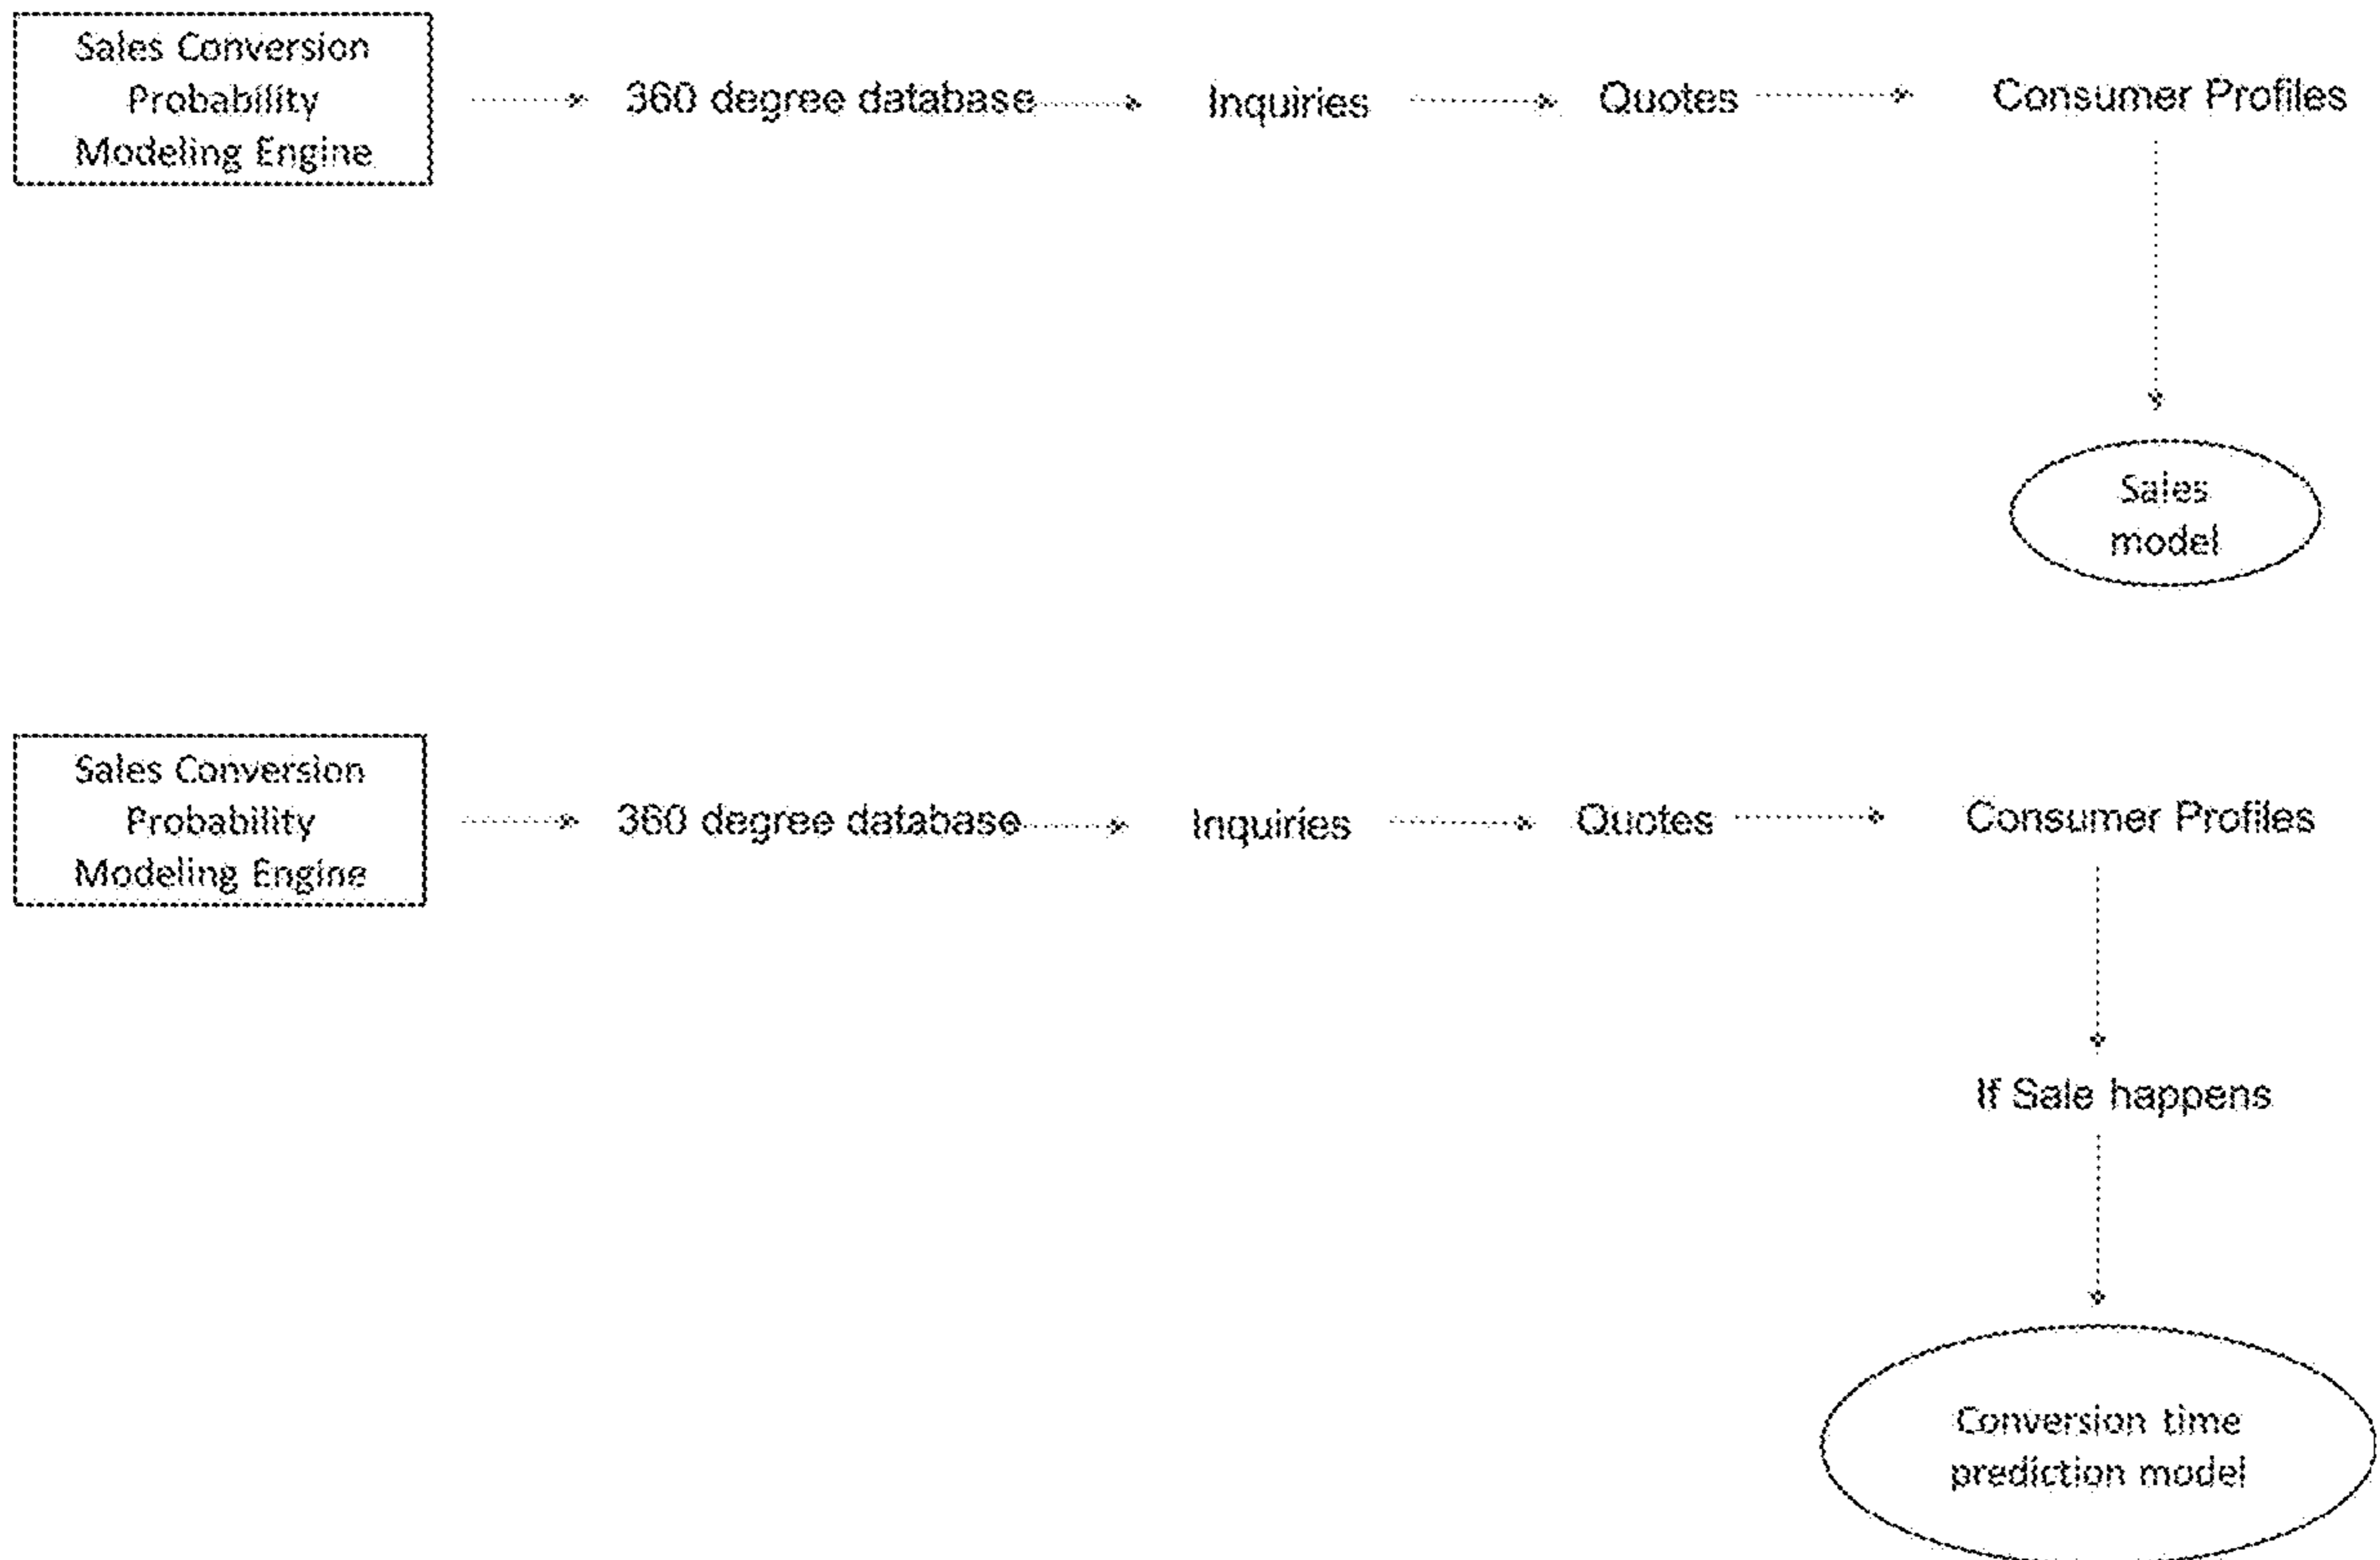 Sales Conversion
Probability
Modeling Engine
360 degree database
Inquiries
Quotes
Consumer Profiles
Sales
model
Sales Conversion
Probability
Modeling Engine
360 degree database
Inquiries
Quotes
Consumer Profiles
If Sale happens
Conversion time
prediction model